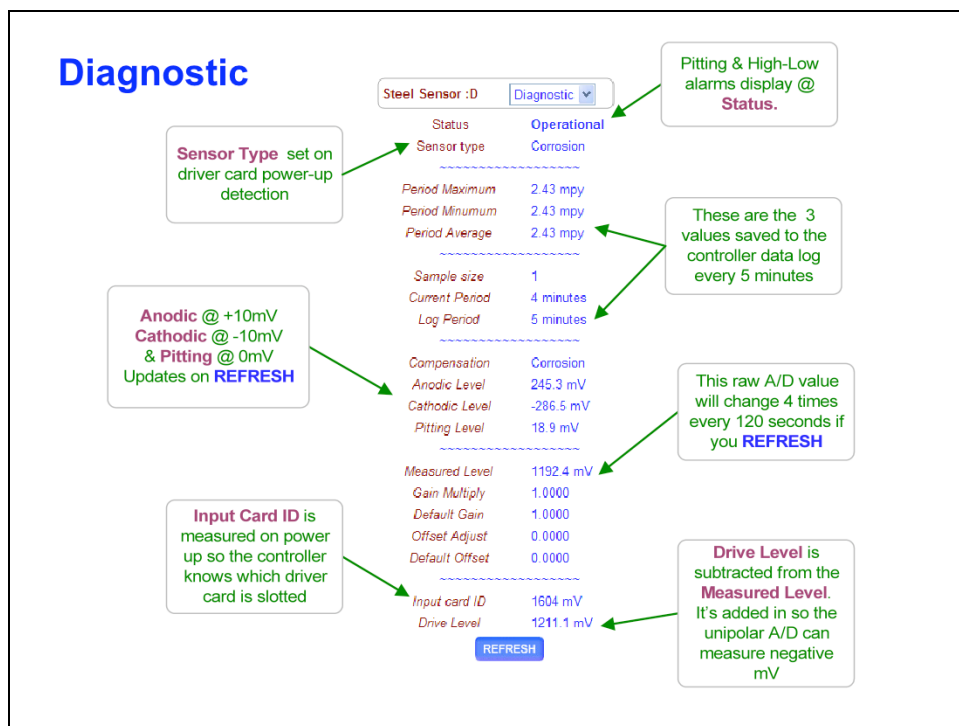 Diagnostic
Pitting & High-Low
alarms display @
Status.
Steel Sensor :D Diagnostic
Status Operational
Sensor type Corrosion
~~~~~~~~~~~~~~~~~~~
Period Maximum 2.43 mpy
Period Minumum 2.43 mpy
Period Average 2.43 mpy
~~~~~~~~~~~~~~~~~~~
Sample size 1
Current Period 4 minutes
Log Period 5 minutes
~~~~~~~~~~~~~~~~~~~
Compensation Corrosion
Anodic Level 245.3 mV
Cathodic Level -286.5 mV
Pitting Level 18.9 mV
~~~~~~~~~~~~~~~~~~~
Measured Level 1192.4 mV
Gain Multiply 1.0000
Default Gain 1.0000
Offset Adjust 0.0000
Default Offset 0.0000
~~~~~~~~~~~~~~~~~~~
Input card ID 1604 mV
Drive Level 1211.1 mV
REFRESH
Sensor Type set on
driver card power-up
detection
These are the 3
values saved to the
controller data log
every 5 minutes
Anodic @ +10mV
Cathodic @ -10mV
& Pitting @ 0mV
Updates on REFRESH
This raw A/D value
will change 4 times
every 120 seconds if
you REFRESH
Input Card ID is
measured on power
up so the controller
knows which driver
card is slotted
Drive Level is
subtracted from the
Measured Level.
It's added in so the
unipolar A/D can
measure negative
mV